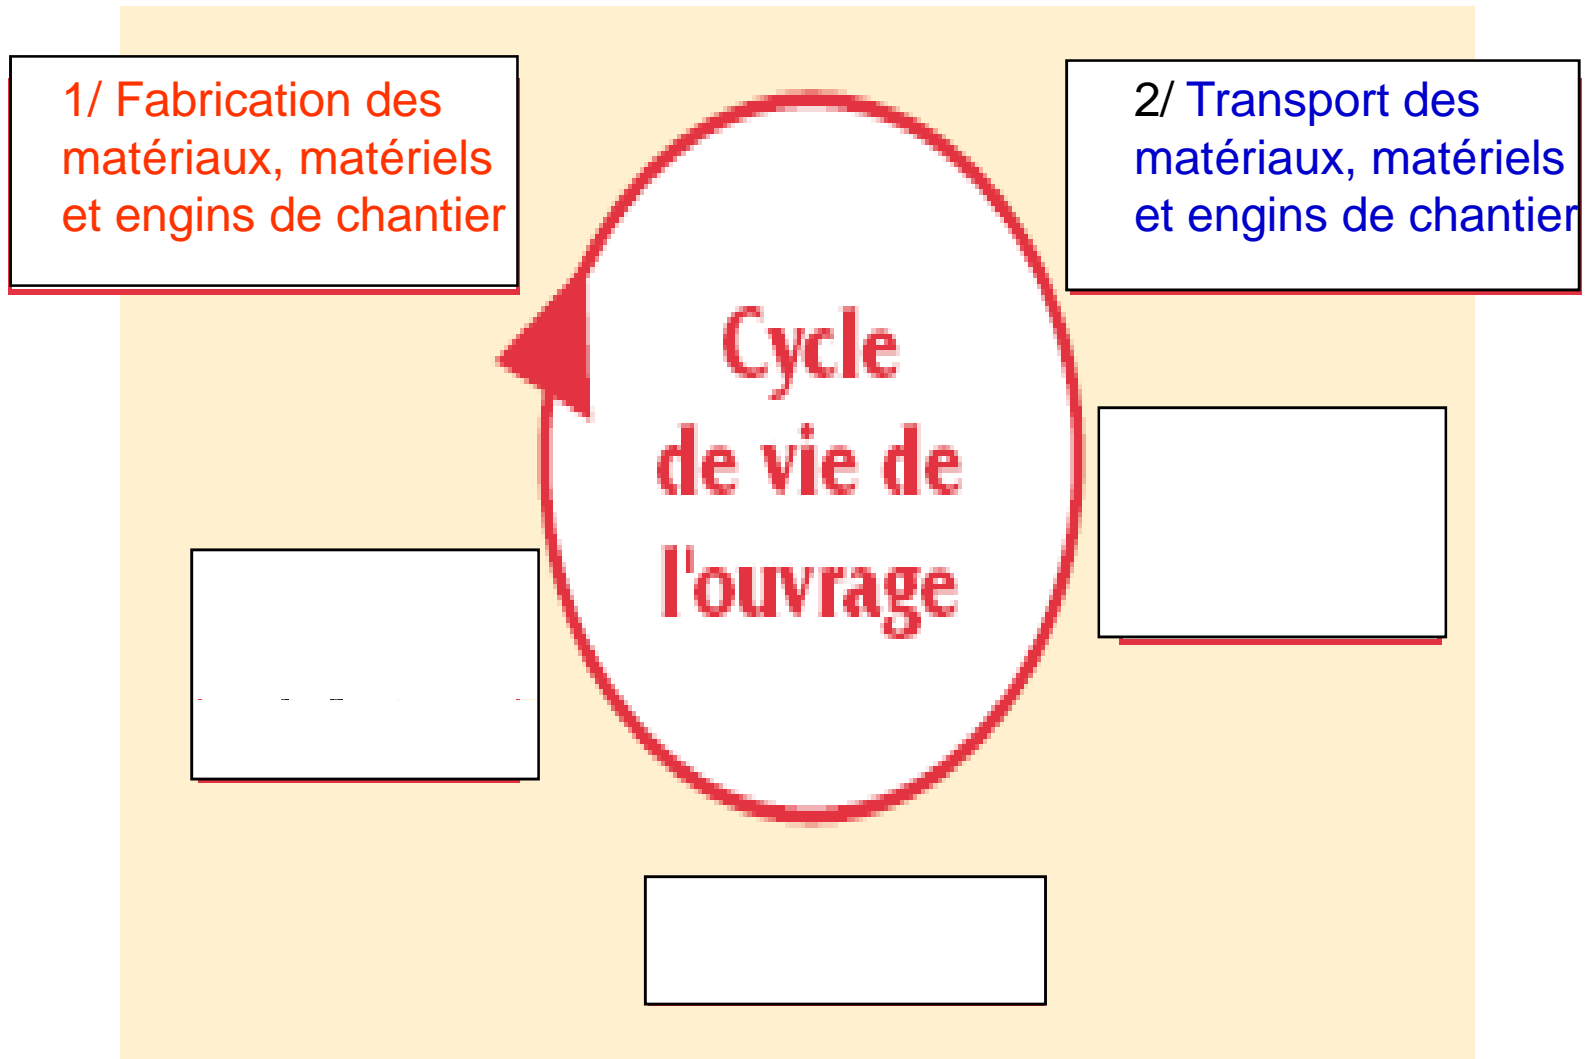 1/ Fabrication des
matériaux, matériels
et engins de chantier
2/ Transport des
matériaux, matériels
et engins de chantier
Cycle
de vie de
l'ouvrage